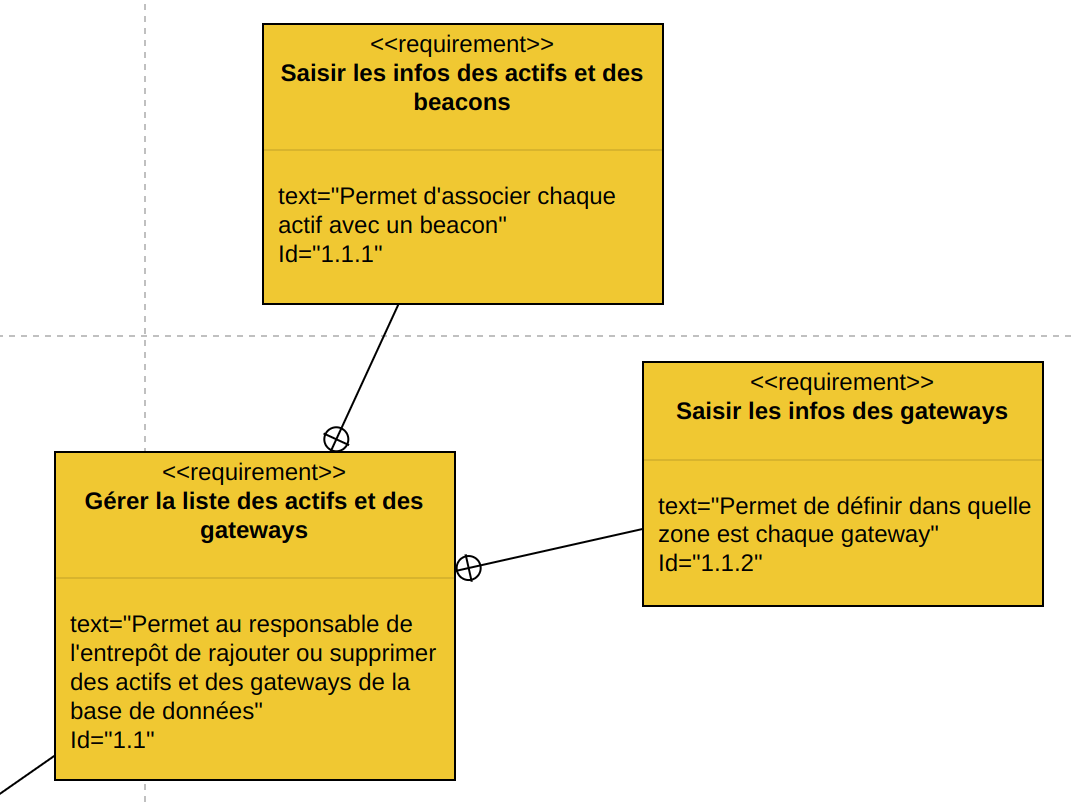 <<requirement>>
Saisir les infos des actifs et des
beacons
text="Permet d'associer chaque
actif avec un beacon"
Id="1.1.1"
<<requirement>>
Saisir les infos des gateways
text="Permet de définir dans quelle
zone est chaque gateway"
Id="1.1.2"
<<requirement>>
Gérer la liste des actifs et des
gateways
text="Permet au responsable de
l'entrepôt de rajouter ou supprimer
des actifs et des gateways de la
base de données"
Id="1.1"